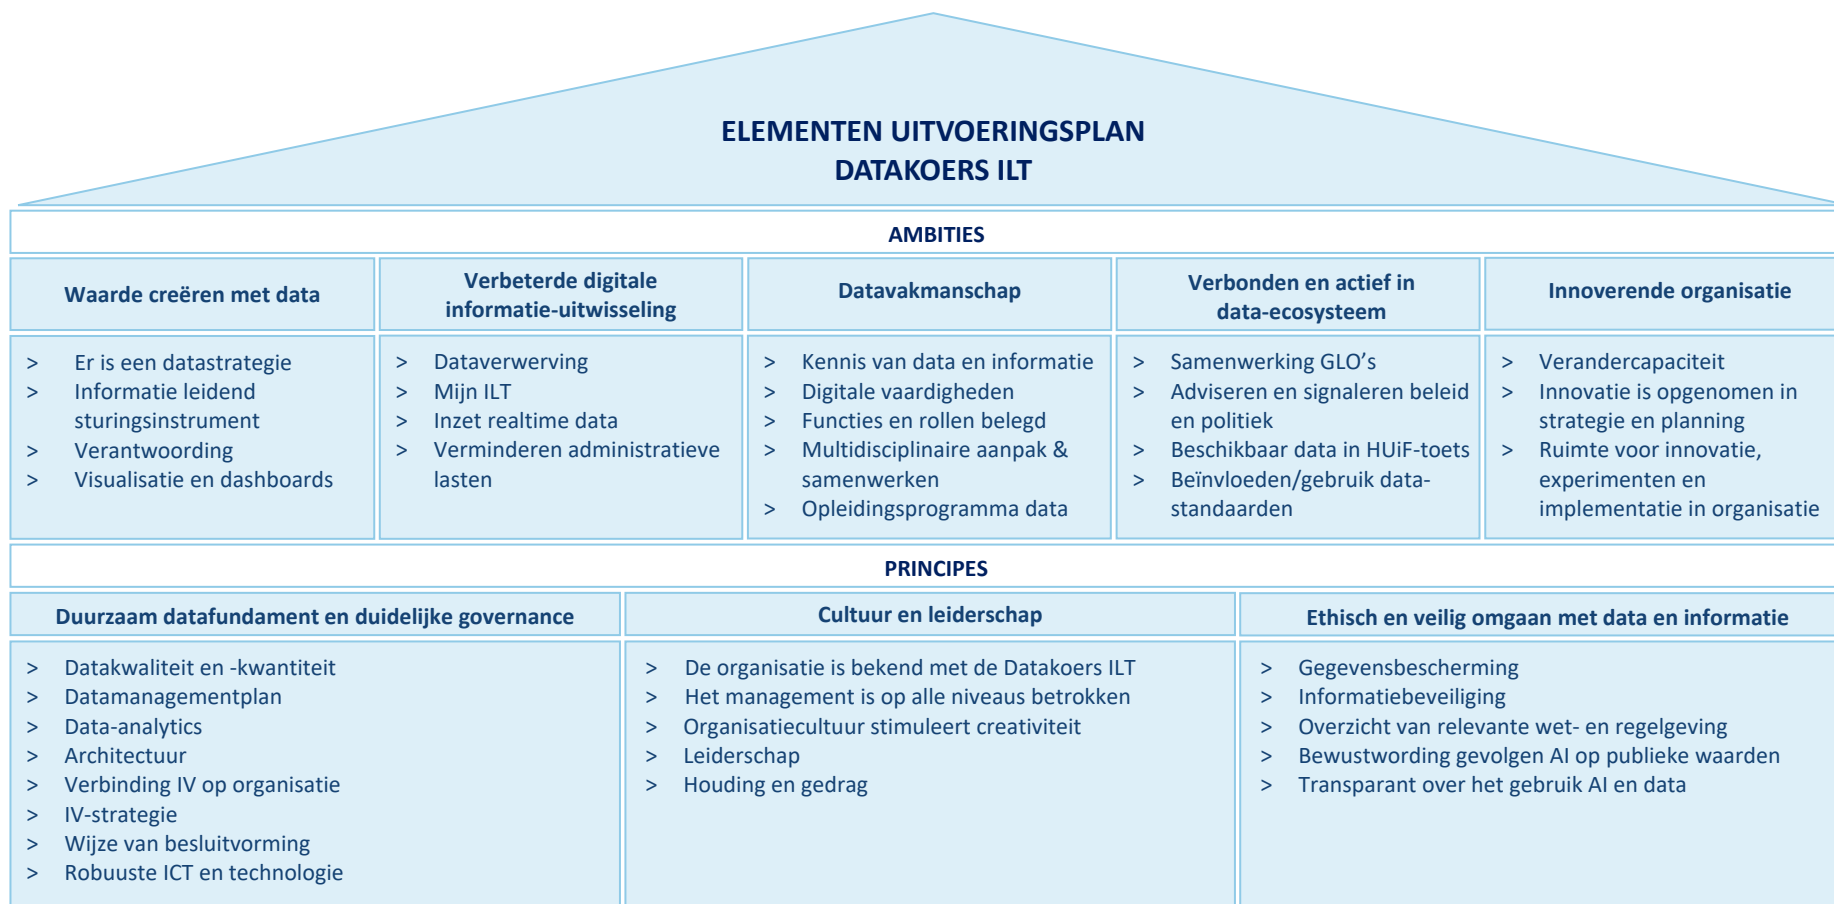 ELEMENTEN UITVOERINGSPLAN
DATAKOERS ILT
AMBITIES
Waarde creëren met data
> Er is een datastrategie
> Informatie leidend
sturingsinstrument
> Verantwoording
> Visualisatie en dashboards
Verbeterde digitale
informatie-uitwisseling
> Dataverwerving
> Mijn ILT
> Inzet realtime data
> Verminderen administratieve
lasten
Datavakmanschap
> Kennis van data en informatie
> Digitale vaardigheden
> Functies en rollen belegd
> Multidisciplinaire aanpak &
samenwerken
> Opleidingsprogramma data
Verbonden en actief in
data-ecosysteem
> Samenwerking GLO’s
> Adviseren en signaleren beleid
en politiek
> Beschikbaar data in HUiF-toets
> Beïnvloeden/gebruik data-
standaarden
Innoverende organisatie
> Verandercapaciteit
> Innovatie is opgenomen in
strategie en planning
> Ruimte voor innovatie,
experimenten en
implementatie in organisatie
PRINCIPES
Duurzaam datafundament en duidelijke governance
> Datakwaliteit en -kwantiteit
> Datamanagementplan
> Data-analytics
> Architectuur
> Verbinding IV op organisatie
> IV-strategie
> Wijze van besluitvorming
> Robuuste ICT en technologie
Cultuur en leiderschap
> De organisatie is bekend met de Datakoers ILT
> Het management is op alle niveaus betrokken
> Organisatiecultuur stimuleert creativiteit
> Leiderschap
> Houding en gedrag
Ethisch en veilig omgaan met data en informatie
> Gegevensbescherming
> Informatiebeveiliging
> Overzicht van relevante wet- en regelgeving
> Bewustwording gevolgen AI op publieke waarden
> Transparant over het gebruik AI en data